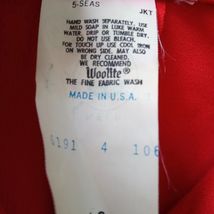 5-SEAS
JKT
HAND WASH SEPARATELY. USE
MILD SOAP IN LUKE WARM
WATER. DRIP OR TUMBLE DRY.
DO NOT USE BLEACH.
FOR TOUCH UP USE COOL IRON
ON WRONG SIDE. MAY ALSO
BE DRY CLEANED.
WE RECOMMEND
Woolite®
THE FINE FABRIC WASH
MADE IN U.S.A.
6191 4 106